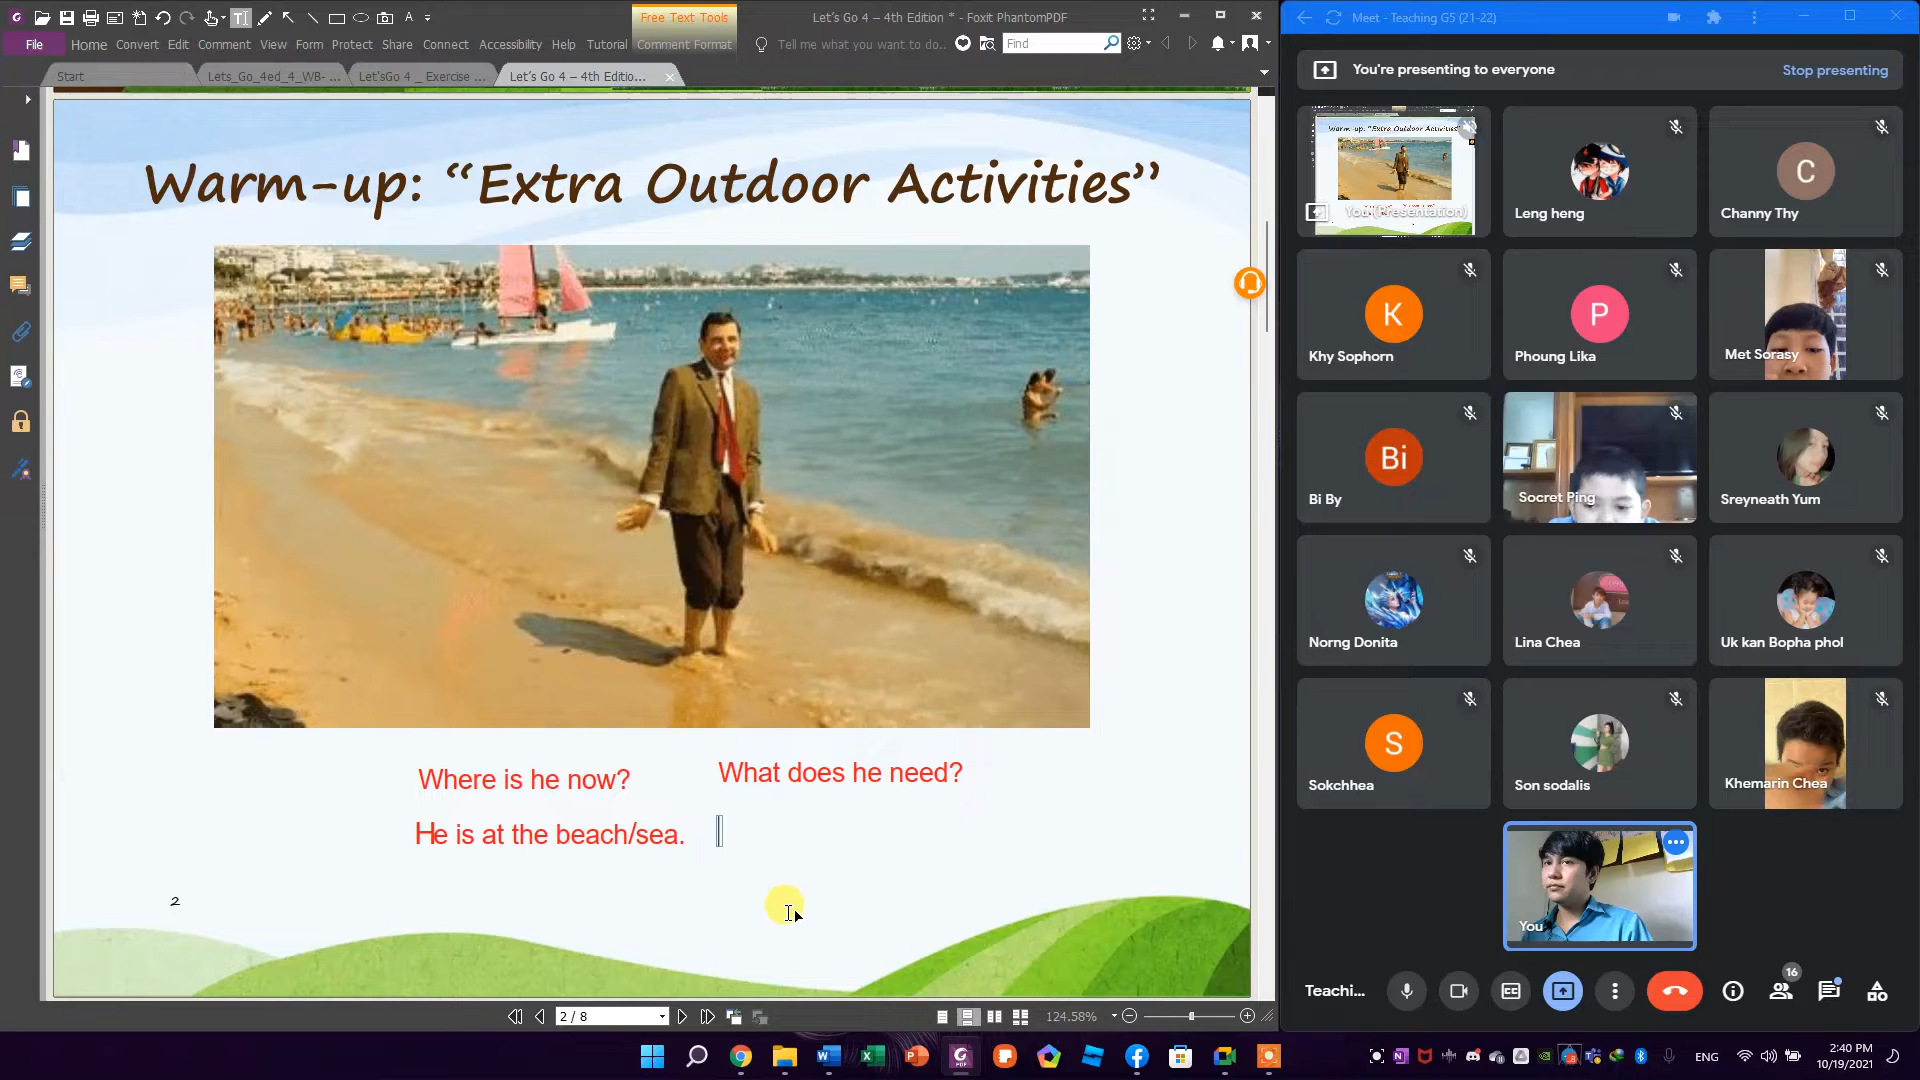 Free Text Tools
Let's Go 4 – 4th Edition * - Foxit PhantomPDF
File Home Convert Edit Comment View Form Protect Share Connect Accessibility Help Tutorial Comment Format
Tell me what you want to do..
Find
Start
Lets_Go_4ed_4_WB- ...
Let'sGo 4 _ Exercise ...
Let's Go 4 – 4th Editio...
Warm-up: “Extra Outdoor Activities”
Where is he now?
What does he need?
He is at the beach/sea.
2
2 / 8
124.58%
Meet - Teaching G5 (21-22)
You're presenting to everyone
Stop presenting
Warm-up: “Extra Outdoor Activities”
You (Presentation)
Leng heng
C
Channy Thy
K
Khy Sophorn
P
Phoung Lika
Met Sorasy
Bi
Bi By
Socret Ping
Sreyneath Yum
Norng Donita
Lina Chea
Uk kan Bopha phol
S
Sokchhea
Son sodalis
Khemarin Chea
You
Teachi...
CC
16
ENG
2:40 PM
10/19/2021